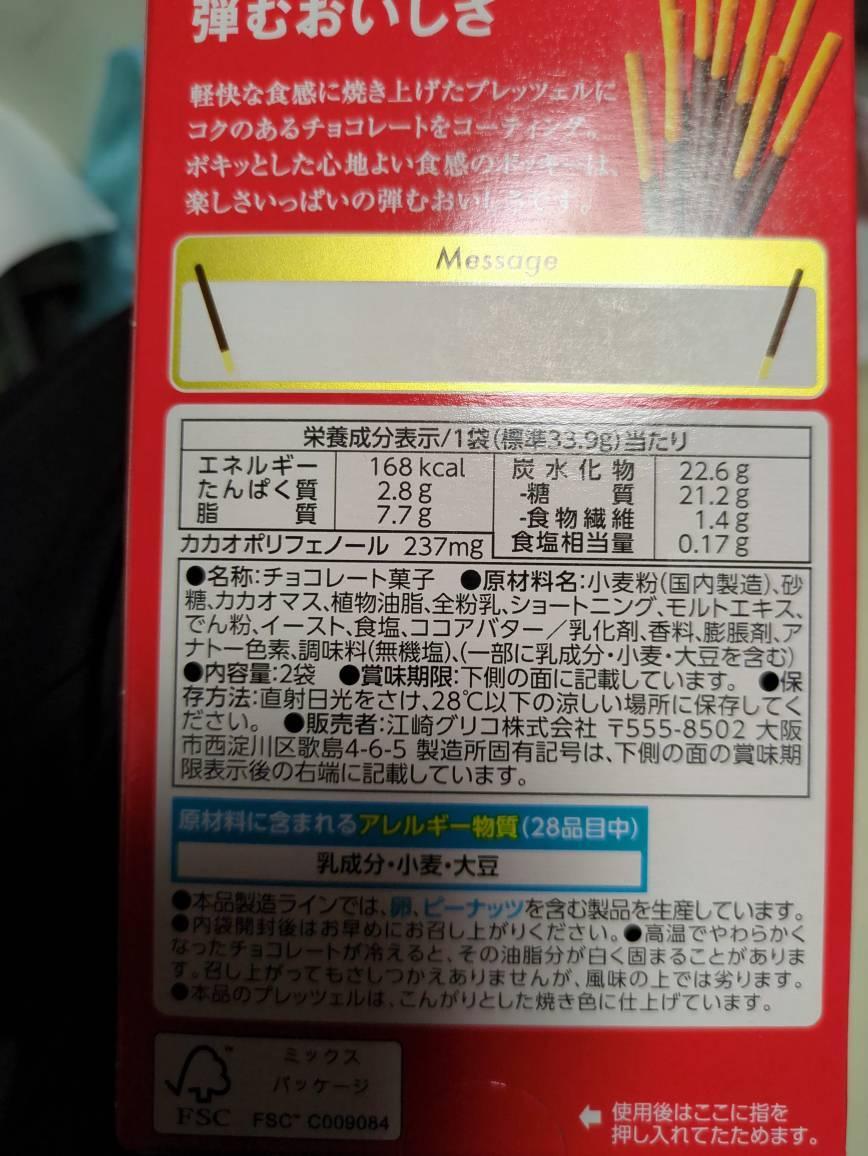 弾むおいしさ
軽快な食感に焼き上げたプレッツェルに
コクのあるチョコレートをコーティング。
ポキッとした心地よい食感のポッキーは、
楽しさいっぱいの弾むおいしさです。
Message
栄養成分表示/1袋(標準33.9g)当たり
エネルギー 168kcal
たんぱく質 2.8g
脂質 7.7g
カカオポリフェノール 237mg
炭水化物 22.6g
-糖質 21.2g
-食物繊維 1.4g
食塩相当量 0.17g
●名称:チョコレート菓子 ●原材料名:小麦粉(国内製造)、砂
糖、カカオマス、植物油脂、全粉乳、ショートニング、モルトエキス、
でん粉、イースト、食塩、ココアバター/乳化剤、香料、膨脹剤、ア
ナトー色素、調味料(無機塩)、(一部に乳成分・小麦・大豆を含む)
●内容量:2袋 ●賞味期限:下側の面に記載しています。 ●保
存方法:直射日光をさけ、28℃以下の涼しい場所に保存してく
ださい。 ●販売者:江崎グリコ株式会社 〒555-8502 大阪
市西淀川区歌島4-6-5 製造所固有記号は、下側の面の賞味期
限表示後の右端に記載しています。
原材料に含まれるアレルギー物質(28品目中)
乳成分・小麦・大豆
●本品製造ラインでは、卵、ピーナッツを含む製品を生産しています。
●内袋開封後はお早めにお召し上がりください。●高温でやわらかく
なったチョコレートが冷えると、その油脂分が白く固まることがありま
す。召し上がってもさしつかえありませんが、風味の上では劣ります。
●本品のプレッツェルは、こんがりとした焼き色に仕上げています。
ミックス
パッケージ
FSC™ C009084
FSC
使用後はここに指を
押し入れてたためます。